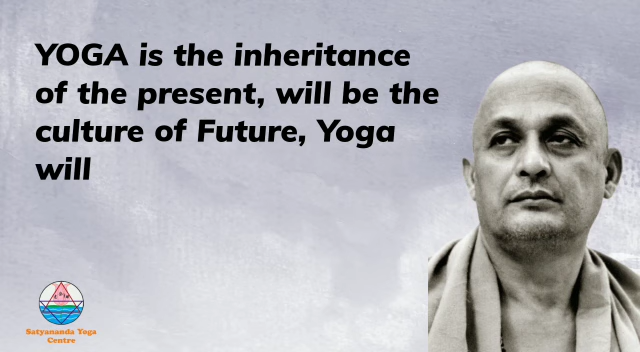 YOGA is the inheritance
of the present, will be the
culture of Future, Yoga
will
Satyananda Yoga
Centre